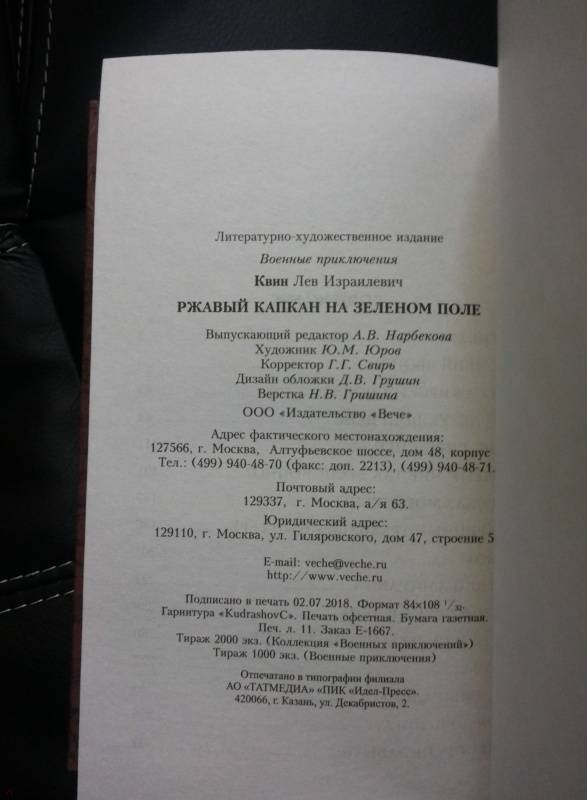 Литературно-художественное издание
Военные приключения
Квин Лев Израилевич
РЖАВЫЙ КАПКАН НА ЗЕЛЕНОМ ПОЛЕ
Выпускающий редактор А.В. Нарбекова
Художник Ю.М. Юров
Корректор Г.Г. Свирь
Дизайн обложки Д.В. Грушин
Верстка Н.В. Гришина
ООО «Издательство «Вече»
Адрес фактического местонахождения:
127566, г. Москва, Алтуфьевское шоссе, дом 48, корпус
Тел.: (499) 940-48-70 (факс: доп. 2213), (499) 940-48-71.
Почтовый адрес:
129337, г. Москва, а/я 63.
Юридический адрес:
129110, г. Москва, ул. Гиляровского, дом 47, строение 5
E-mail: veche@veche.ru
http://www.veche.ru
Подписано в печать 02.07.2018. Формат 84×108 1/32.
Гарнитура «KudrashovC». Печать офсетная. Бумага газетная.
Печ. л. 11. Заказ Е-1667.
Тираж 2000 экз. (Коллекция «Военных приключений»)
Тираж 1000 экз. (Военные приключения)
Отпечатано в типографии филиала
АО «ТАТМЕДИА» «ПИК «Идел-Пресс».
420066, г. Казань, ул. Декабристов, 2.